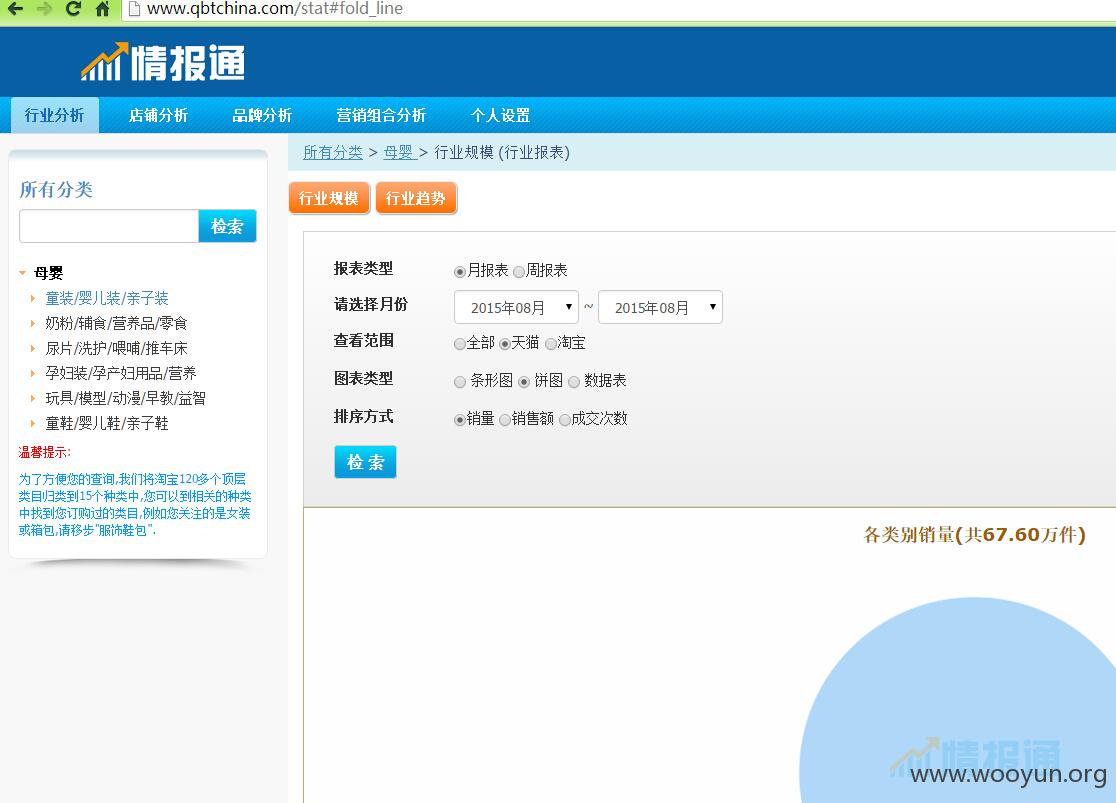 www.qbtchina.com/stat#fold_line
情报通
行业分析 店铺分析 品牌分析 营销组合分析 个人设置
所有分类 > 母婴 > 行业规模 (行业报表)
所有分类
检索
母婴
童装/婴儿装/亲子装
奶粉/辅食/营养品/零食
尿片/洗护/喂哺/推车床
孕妇装/孕产妇用品/营养
玩具/模型/动漫/早教/益智
童鞋/婴儿鞋/亲子鞋
温馨提示:
为了方便您的查询,我们将淘宝120多个顶层
类目归类到15个种类中,您可以到相关的种类
中找到您订购过的类目,例如您关注的是女装
或箱包,请移步"服饰鞋包".
行业规模 行业趋势
报表类型 月报表 周报表
请选择月份 2015年08月 ~ 2015年08月
查看范围 全部 天猫 淘宝
图表类型 条形图 饼图 数据表
排序方式 销量 销售额 成交次数
检 索
各类别销量(共67.60万件)
情报通
www.wooyun.org